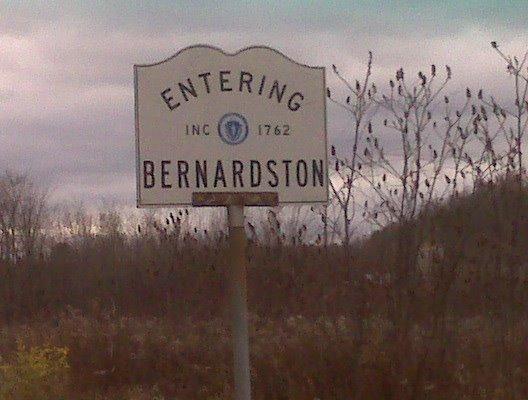 ENTERING
INC 1762
BERNARDSTON